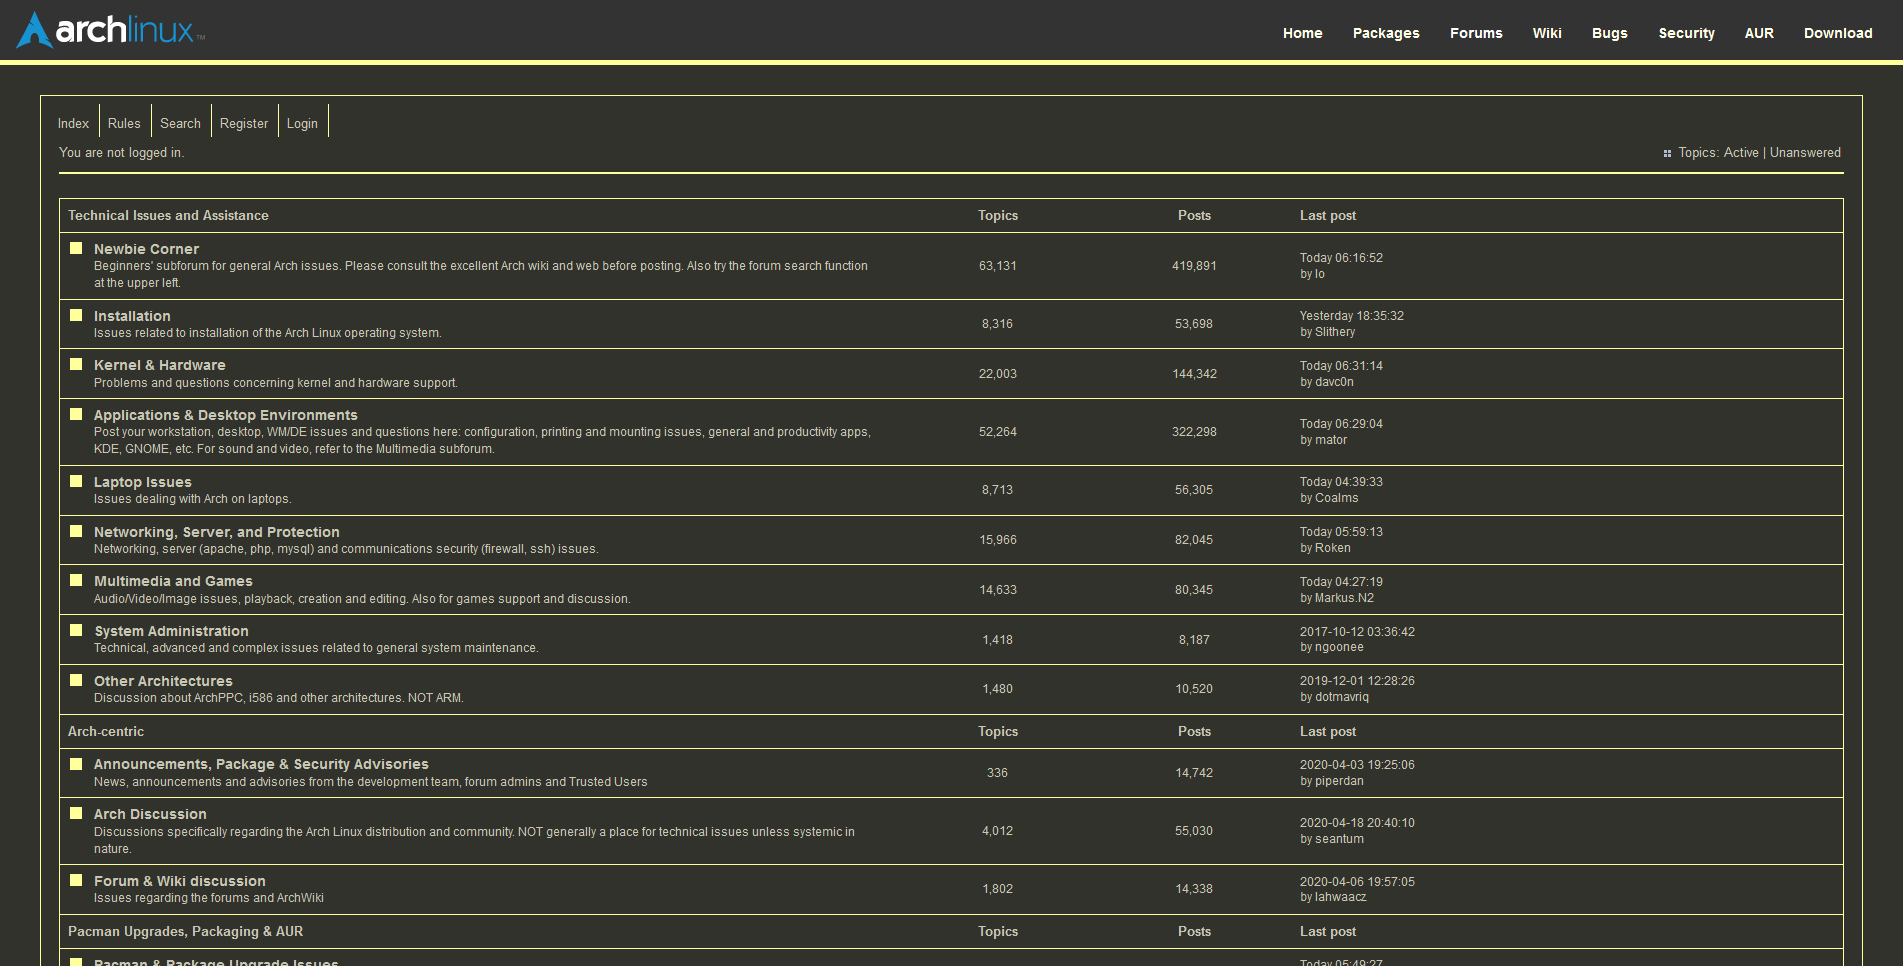 archlinux™
Home Packages Forums Wiki Bugs Security AUR Download
Index Rules Search Register Login
You are not logged in.
Topics: Active | Unanswered
Technical Issues and Assistance Topics Posts Last post
Newbie Corner
Beginners' subforum for general Arch issues. Please consult the excellent Arch wiki and web before posting. Also try the forum search function
at the upper left.
63,131 419,891
Today 06:16:52
by lo
Installation
Issues related to installation of the Arch Linux operating system.
8,316 53,698
Yesterday 18:35:32
by Slithery
Kernel & Hardware
Problems and questions concerning kernel and hardware support.
22,003 144,342
Today 06:31:14
by davc0n
Applications & Desktop Environments
Post your workstation, desktop, WM/DE issues and questions here: configuration, printing and mounting issues, general and productivity apps,
KDE, GNOME, etc. For sound and video, refer to the Multimedia subforum.
52,264 322,298
Today 06:29:04
by mator
Laptop Issues
Issues dealing with Arch on laptops.
8,713 56,305
Today 04:39:33
by Coalms
Networking, Server, and Protection
Networking, server (apache, php, mysql) and communications security (firewall, ssh) issues.
15,966 82,045
Today 05:59:13
by Roken
Multimedia and Games
Audio/Video/Image issues, playback, creation and editing. Also for games support and discussion.
14,633 80,345
Today 04:27:19
by Markus.N2
System Administration
Technical, advanced and complex issues related to general system maintenance.
1,418 8,187
2017-10-12 03:36:42
by ngoonee
Other Architectures
Discussion about ArchPPC, i586 and other architectures. NOT ARM.
1,480 10,520
2019-12-01 12:28:26
by dotmavriq
Arch-centric Topics Posts Last post
Announcements, Package & Security Advisories
News, announcements and advisories from the development team, forum admins and Trusted Users
336 14,742
2020-04-03 19:25:06
by piperdan
Arch Discussion
Discussions specifically regarding the Arch Linux distribution and community. NOT generally a place for technical issues unless systemic in
nature.
4,012 55,030
2020-04-18 20:40:10
by seantum
Forum & Wiki discussion
Issues regarding the forums and ArchWiki
1,802 14,338
2020-04-06 19:57:05
by lahwaacz
Pacman Upgrades, Packaging & AUR Topics Posts Last post
Pacman & Package Upgrade Issues
Today 05:49:27